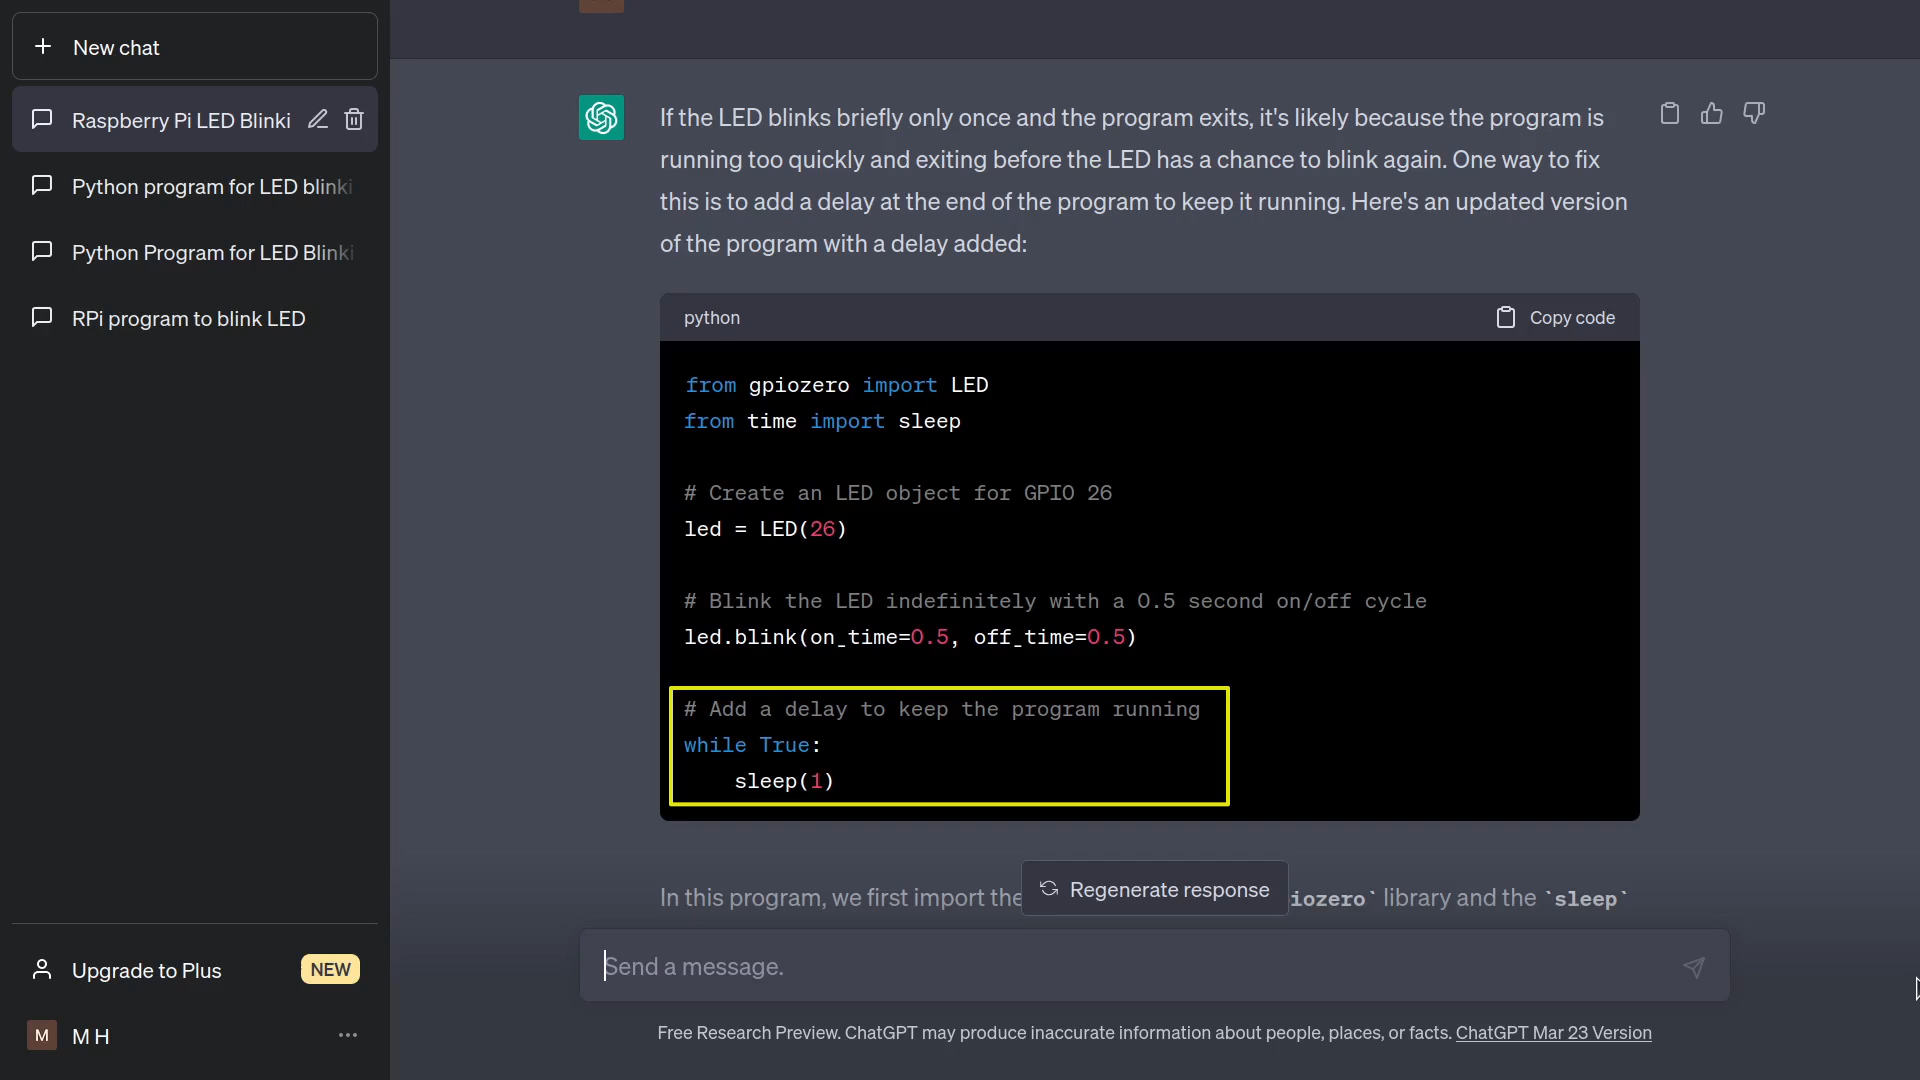 New chat
Raspberry Pi LED Blinki
Python program for LED blinki
Python Program for LED Blinki
RPi program to blink LED
Upgrade to Plus NEW
M M H
If the LED blinks briefly only once and the program exits, it's likely because the program is
running too quickly and exiting before the LED has a chance to blink again. One way to fix
this is to add a delay at the end of the program to keep it running. Here's an updated version
of the program with a delay added:
python Copy code
from gpiozero import LED
from time import sleep
# Create an LED object for GPIO 26
led = LED(26)
# Blink the LED indefinitely with a 0.5 second on/off cycle
led.blink(on_time=0.5, off_time=0.5)
# Add a delay to keep the program running
while True:
    sleep(1)
In this program, we first import the iozero` library and the `sleep`
Regenerate response
Send a message.
Free Research Preview. ChatGPT may produce inaccurate information about people, places, or facts. ChatGPT Mar 23 Version